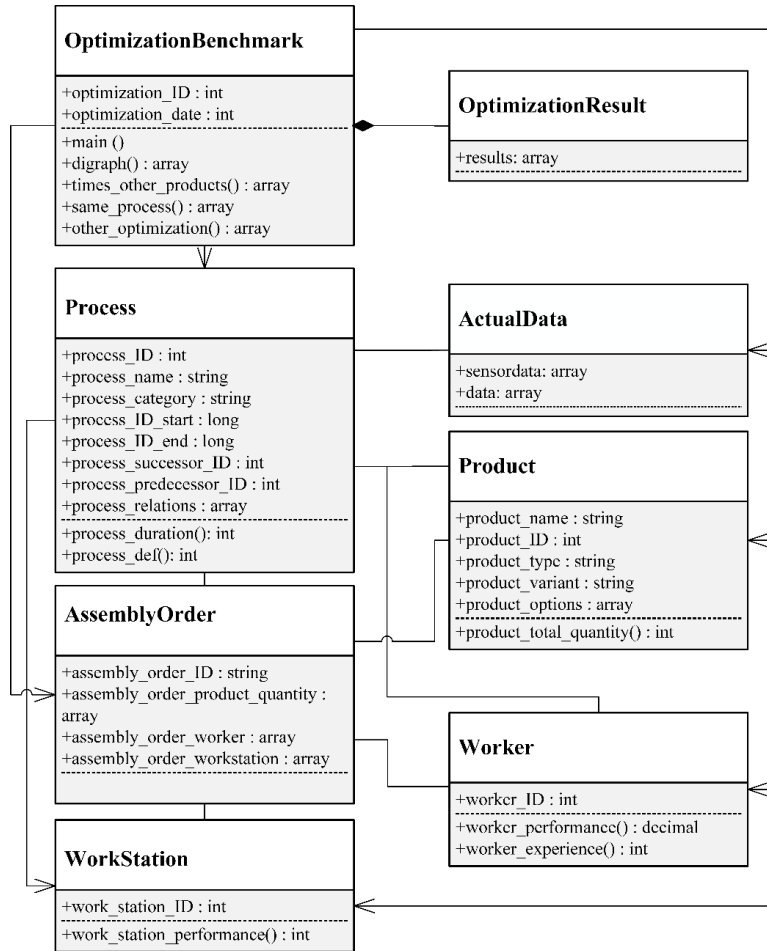 OptimizationBenchmark
+optimization_ID : int
+optimization_date : int
+main ()
+digraph() : array
+times_other_products() : array
+same_process() : array
+other_optimization() : array
OptimizationResult
+results: array
Process
+process_ID : int
+process_name : string
+process_category : string
+process_ID_start : long
+process_ID_end : long
+process_successor_ID : int
+process_predecessor_ID : int
+process_relations : array
+process_duration(): int
+process_def(): int
ActualData
+sensordata: array
+data: array
Product
+product_name : string
+product_ID : int
+product_type : string
+product_variant : string
+product_options : array
+product_total_quantity() : int
AssemblyOrder
+assembly_order_ID : string
+assembly_order_product_quantity :
array
+assembly_order_worker : array
+assembly_order_workstation : array
Worker
+worker_ID : int
+worker_performance() : decimal
+worker_experience() : int
WorkStation
+work_station_ID : int
+work_station_performance() : int